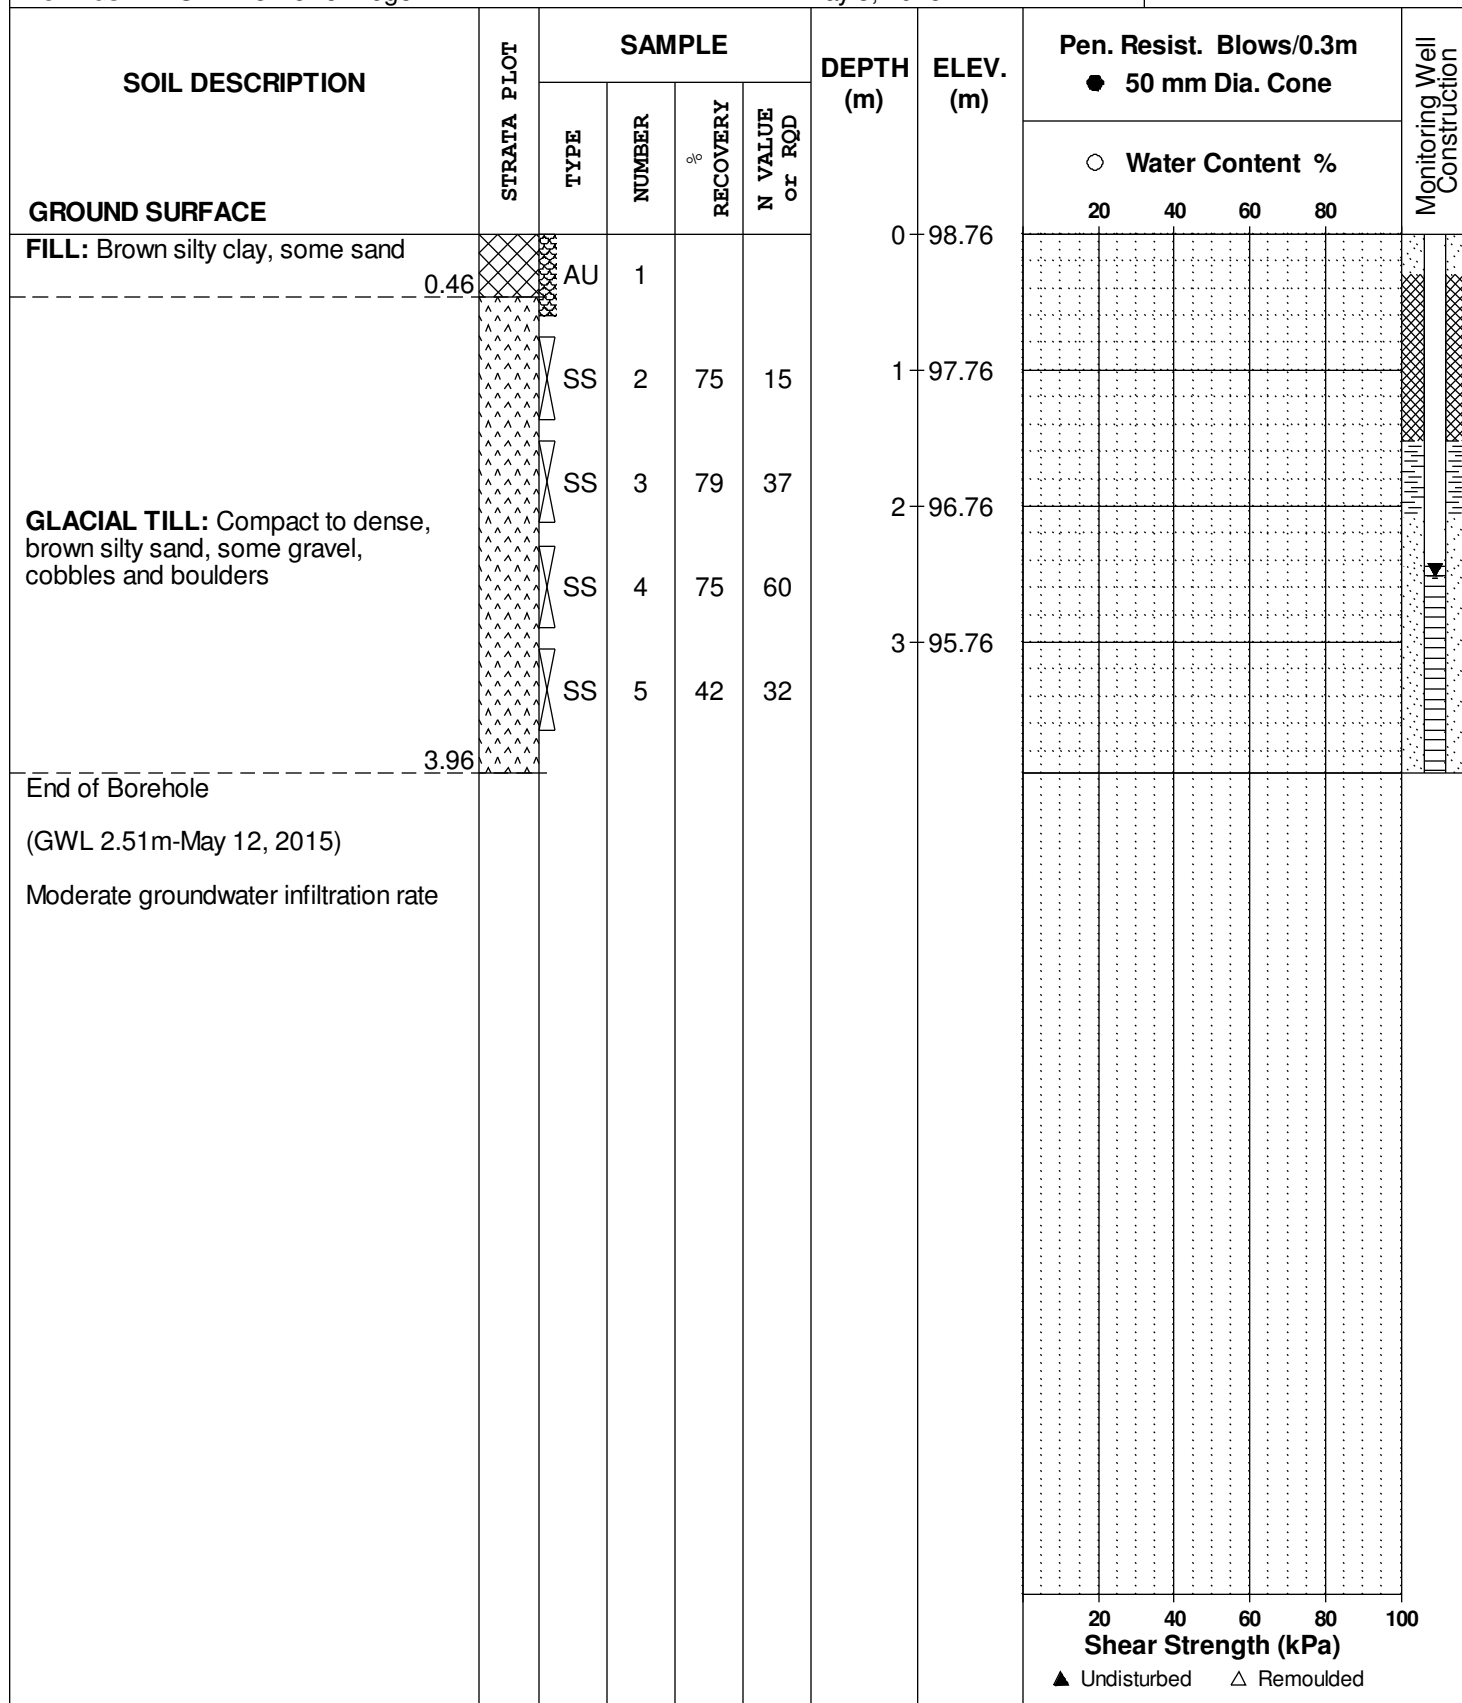 SOIL DESCRIPTION
GROUND SURFACE
STRATA PLOT
SAMPLE
TYPE
NUMBER
% RECOVERY
N VALUE or RQD
DEPTH (m)
ELEV. (m)
Pen. Resist. Blows/0.3m
● 50 mm Dia. Cone
○ Water Content %
20 40 60 80
Monitoring Well Construction
FILL: Brown silty clay, some sand
0.46
AU 1
0 98.76
SS 2 75 15
1 97.76
SS 3 79 37
2 96.76
GLACIAL TILL: Compact to dense,
brown silty sand, some gravel,
cobbles and boulders
SS 4 75 60
3 95.76
SS 5 42 32
3.96
End of Borehole
(GWL 2.51m-May 12, 2015)
Moderate groundwater infiltration rate
20 40 60 80 100
Shear Strength (kPa)
▲ Undisturbed △ Remoulded